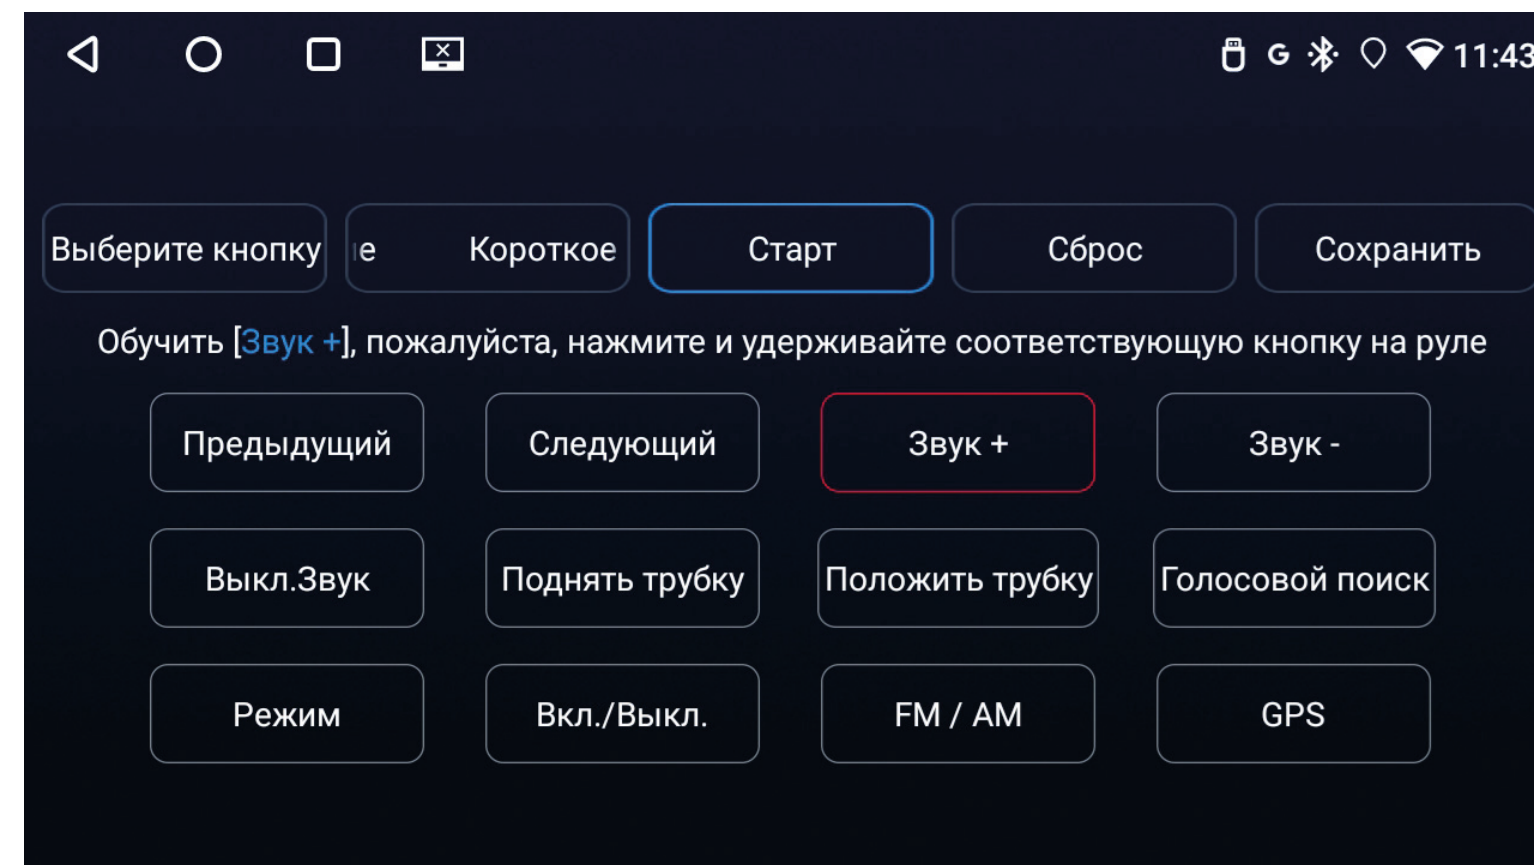 G 11:43
Выберите кнопку е Короткое Старт Сброс Сохранить
Обучить [Звук +], пожалуйста, нажмите и удерживайте соответствующую кнопку на руле
Предыдущий Следующий Звук + Звук -
Выкл.Звук Поднять трубку Положить трубку Голосовой поиск
Режим Вкл./Выкл. FM / AM GPS